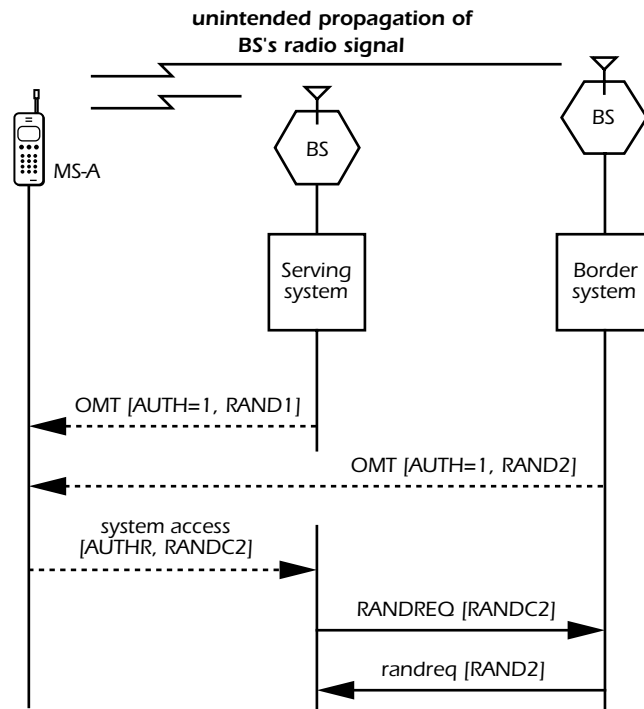 unintended propagation of
BS's radio signal
BS
BS
MS-A
Serving
system
Border
system
OMT [AUTH=1, RAND1]
OMT [AUTH=1, RAND2]
system access
[AUTHR, RANDC2]
RANDREQ [RANDC2]
randreq [RAND2]